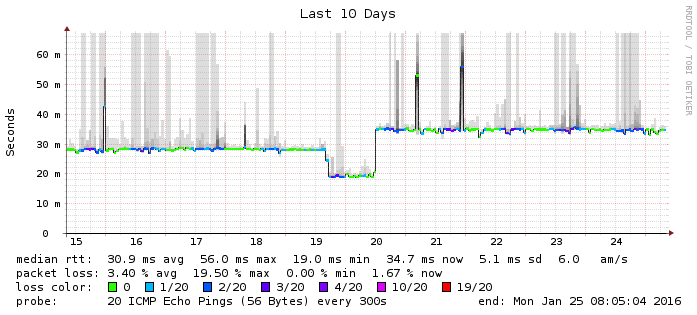 Last 10 Days
RRDTOOL / TOBI OETIKER
Seconds
60 m
50 m
40 m
30 m
20 m
10 m
0
15 16 17 18 19 20 21 22 23 24
median rtt: 30.9 ms avg 56.0 ms max 19.0 ms min 34.7 ms now 5.1 ms sd 6.0 am/s
packet loss: 3.40 % avg 19.50 % max 0.00 % min 1.67 % now
loss color: 0 1/20 2/20 3/20 4/20 10/20 19/20
probe: 20 ICMP Echo Pings (56 Bytes) every 300s end: Mon Jan 25 08:05:04 2016